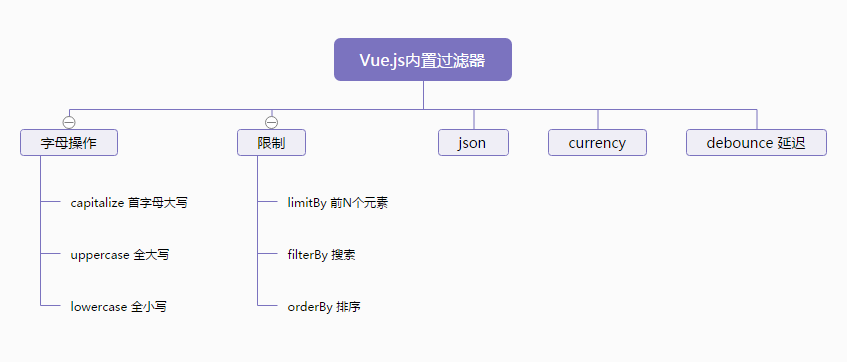 Vue.js内置过滤器
字母操作
限制
json
currency
debounce 延迟
capitalize 首字母大写
limitBy 前N个元素
uppercase 全大写
filterBy 搜索
lowercase 全小写
orderBy 排序